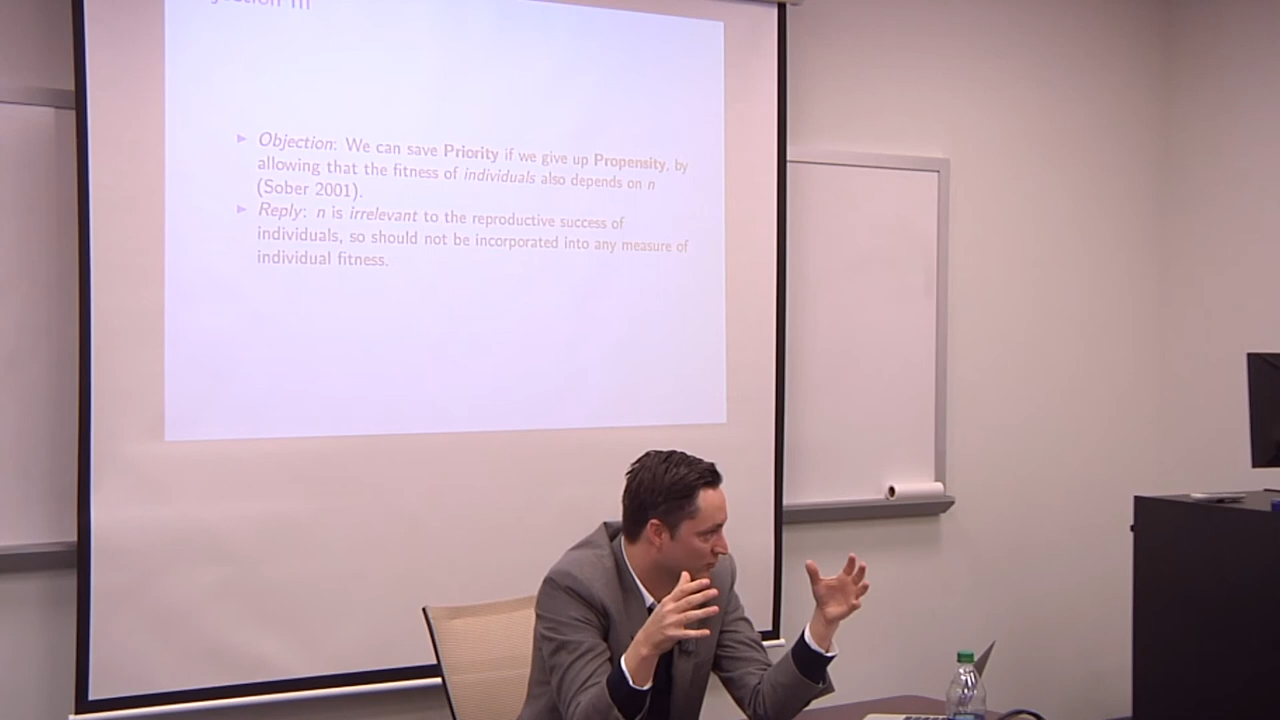 ▶ Objection: We can save Priority if we give up Propensity, by
allowing that the fitness of individuals also depends on n
(Sober 2001).
▶ Reply: n is irrelevant to the reproductive success of
individuals, so should not be incorporated into any measure of
individual fitness.